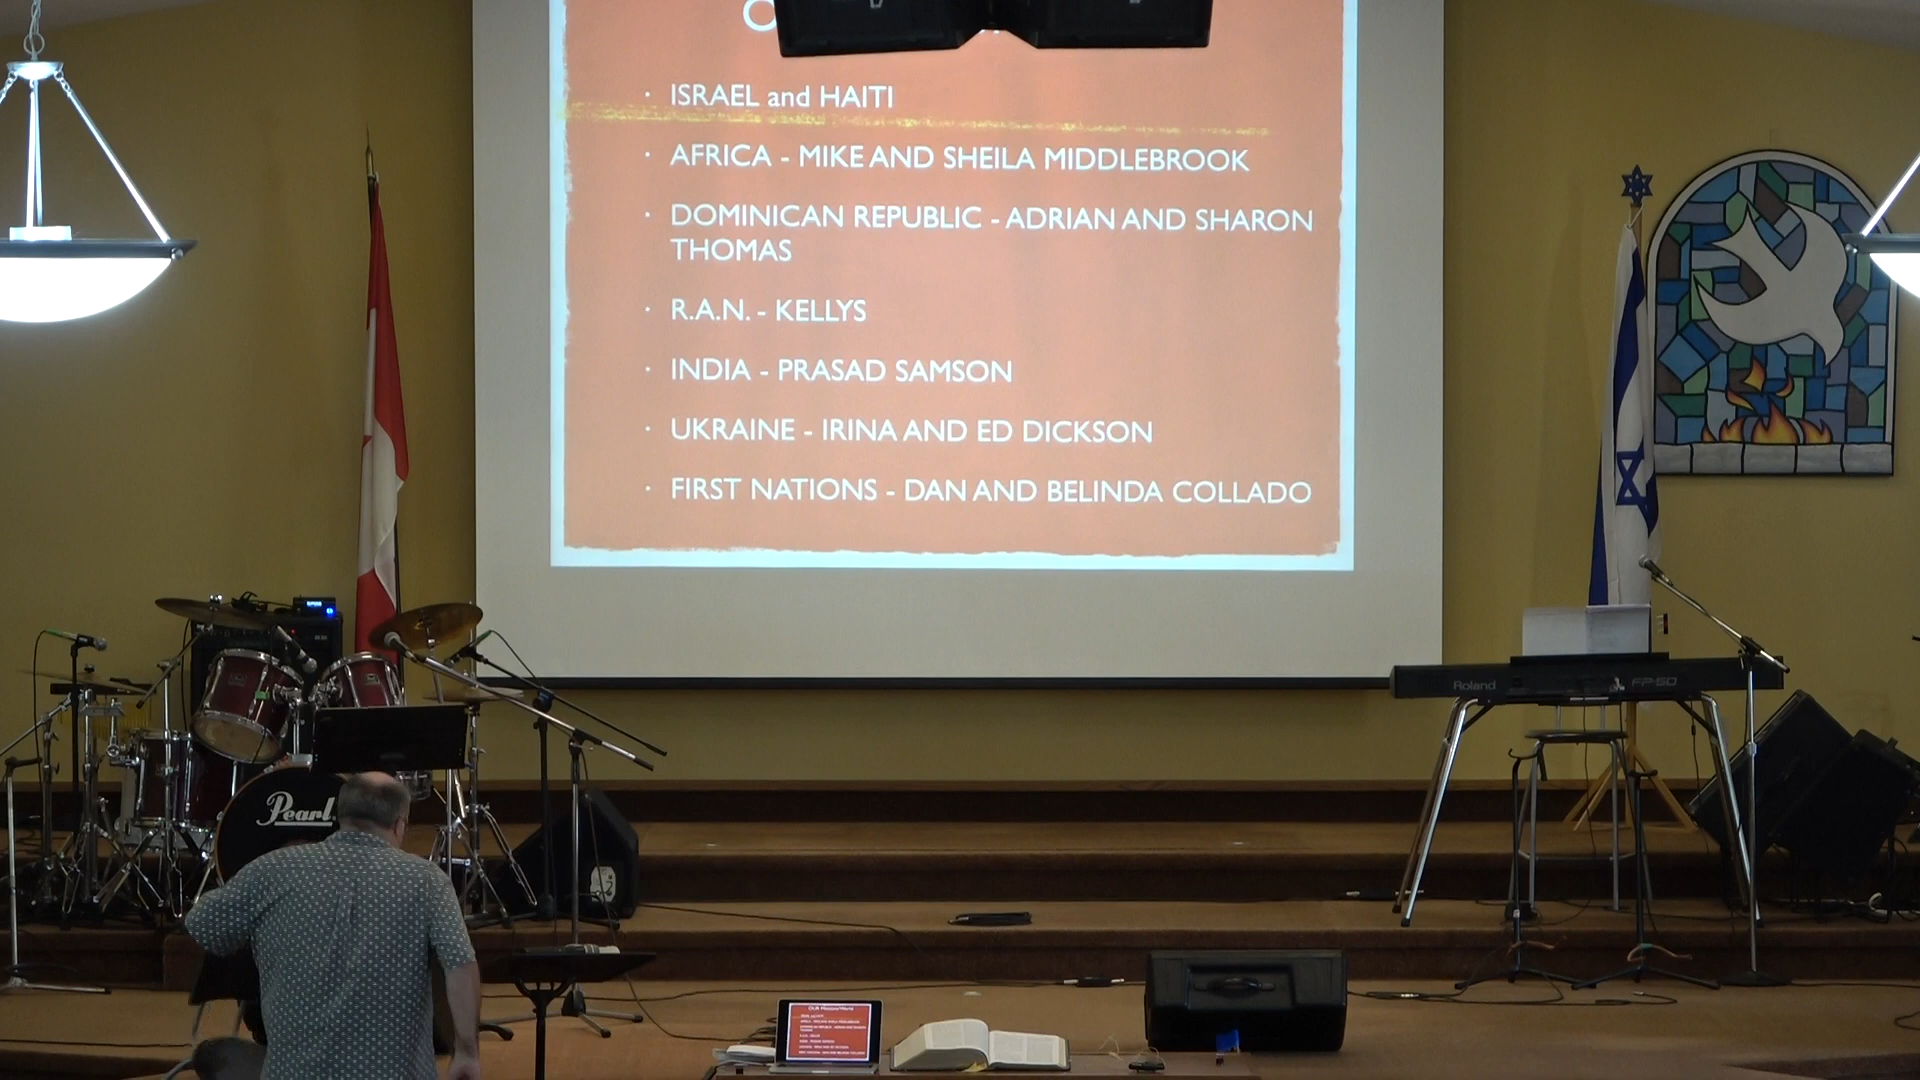 ISRAEL and HAITI
AFRICA - MIKE AND SHEILA MIDDLEBROOK
DOMINICAN REPUBLIC - ADRIAN AND SHARON
THOMAS
R.A.N. - KELLYS
INDIA - PRASAD SAMSON
UKRAINE - IRINA AND ED DICKSON
FIRST NATIONS - DAN AND BELINDA COLLADO
Roland
FP-5D
Pearl